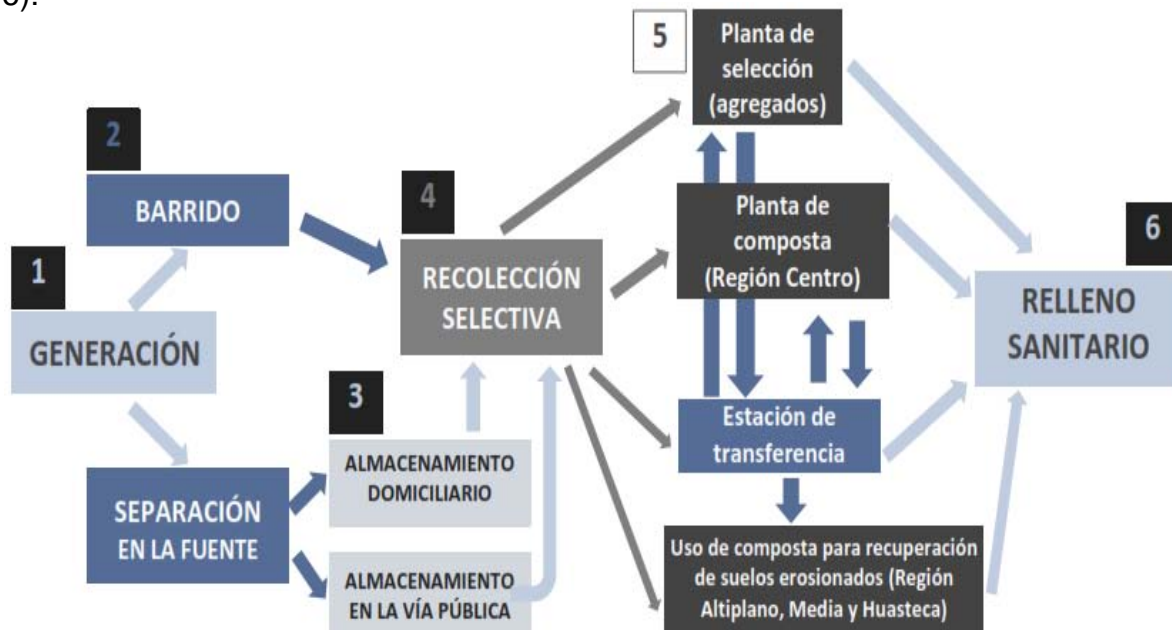 6).
5
Planta de
selección
(agregados)
2
BARRIDO
4
RECOLECCIÓN
SELECTIVA
Planta de
composta
(Región Centro)
6
RELLENO
SANITARIO
1
GENERACIÓN
3
ALMACENAMIENTO
DOMICILIARIO
Estación de
transferencia
SEPARACIÓN
EN LA FUENTE
ALMACENAMIENTO
EN LA VÍA PÚBLICA
Uso de composta para recuperación
de suelos erosionados (Región
Altiplano, Media y Huasteca)